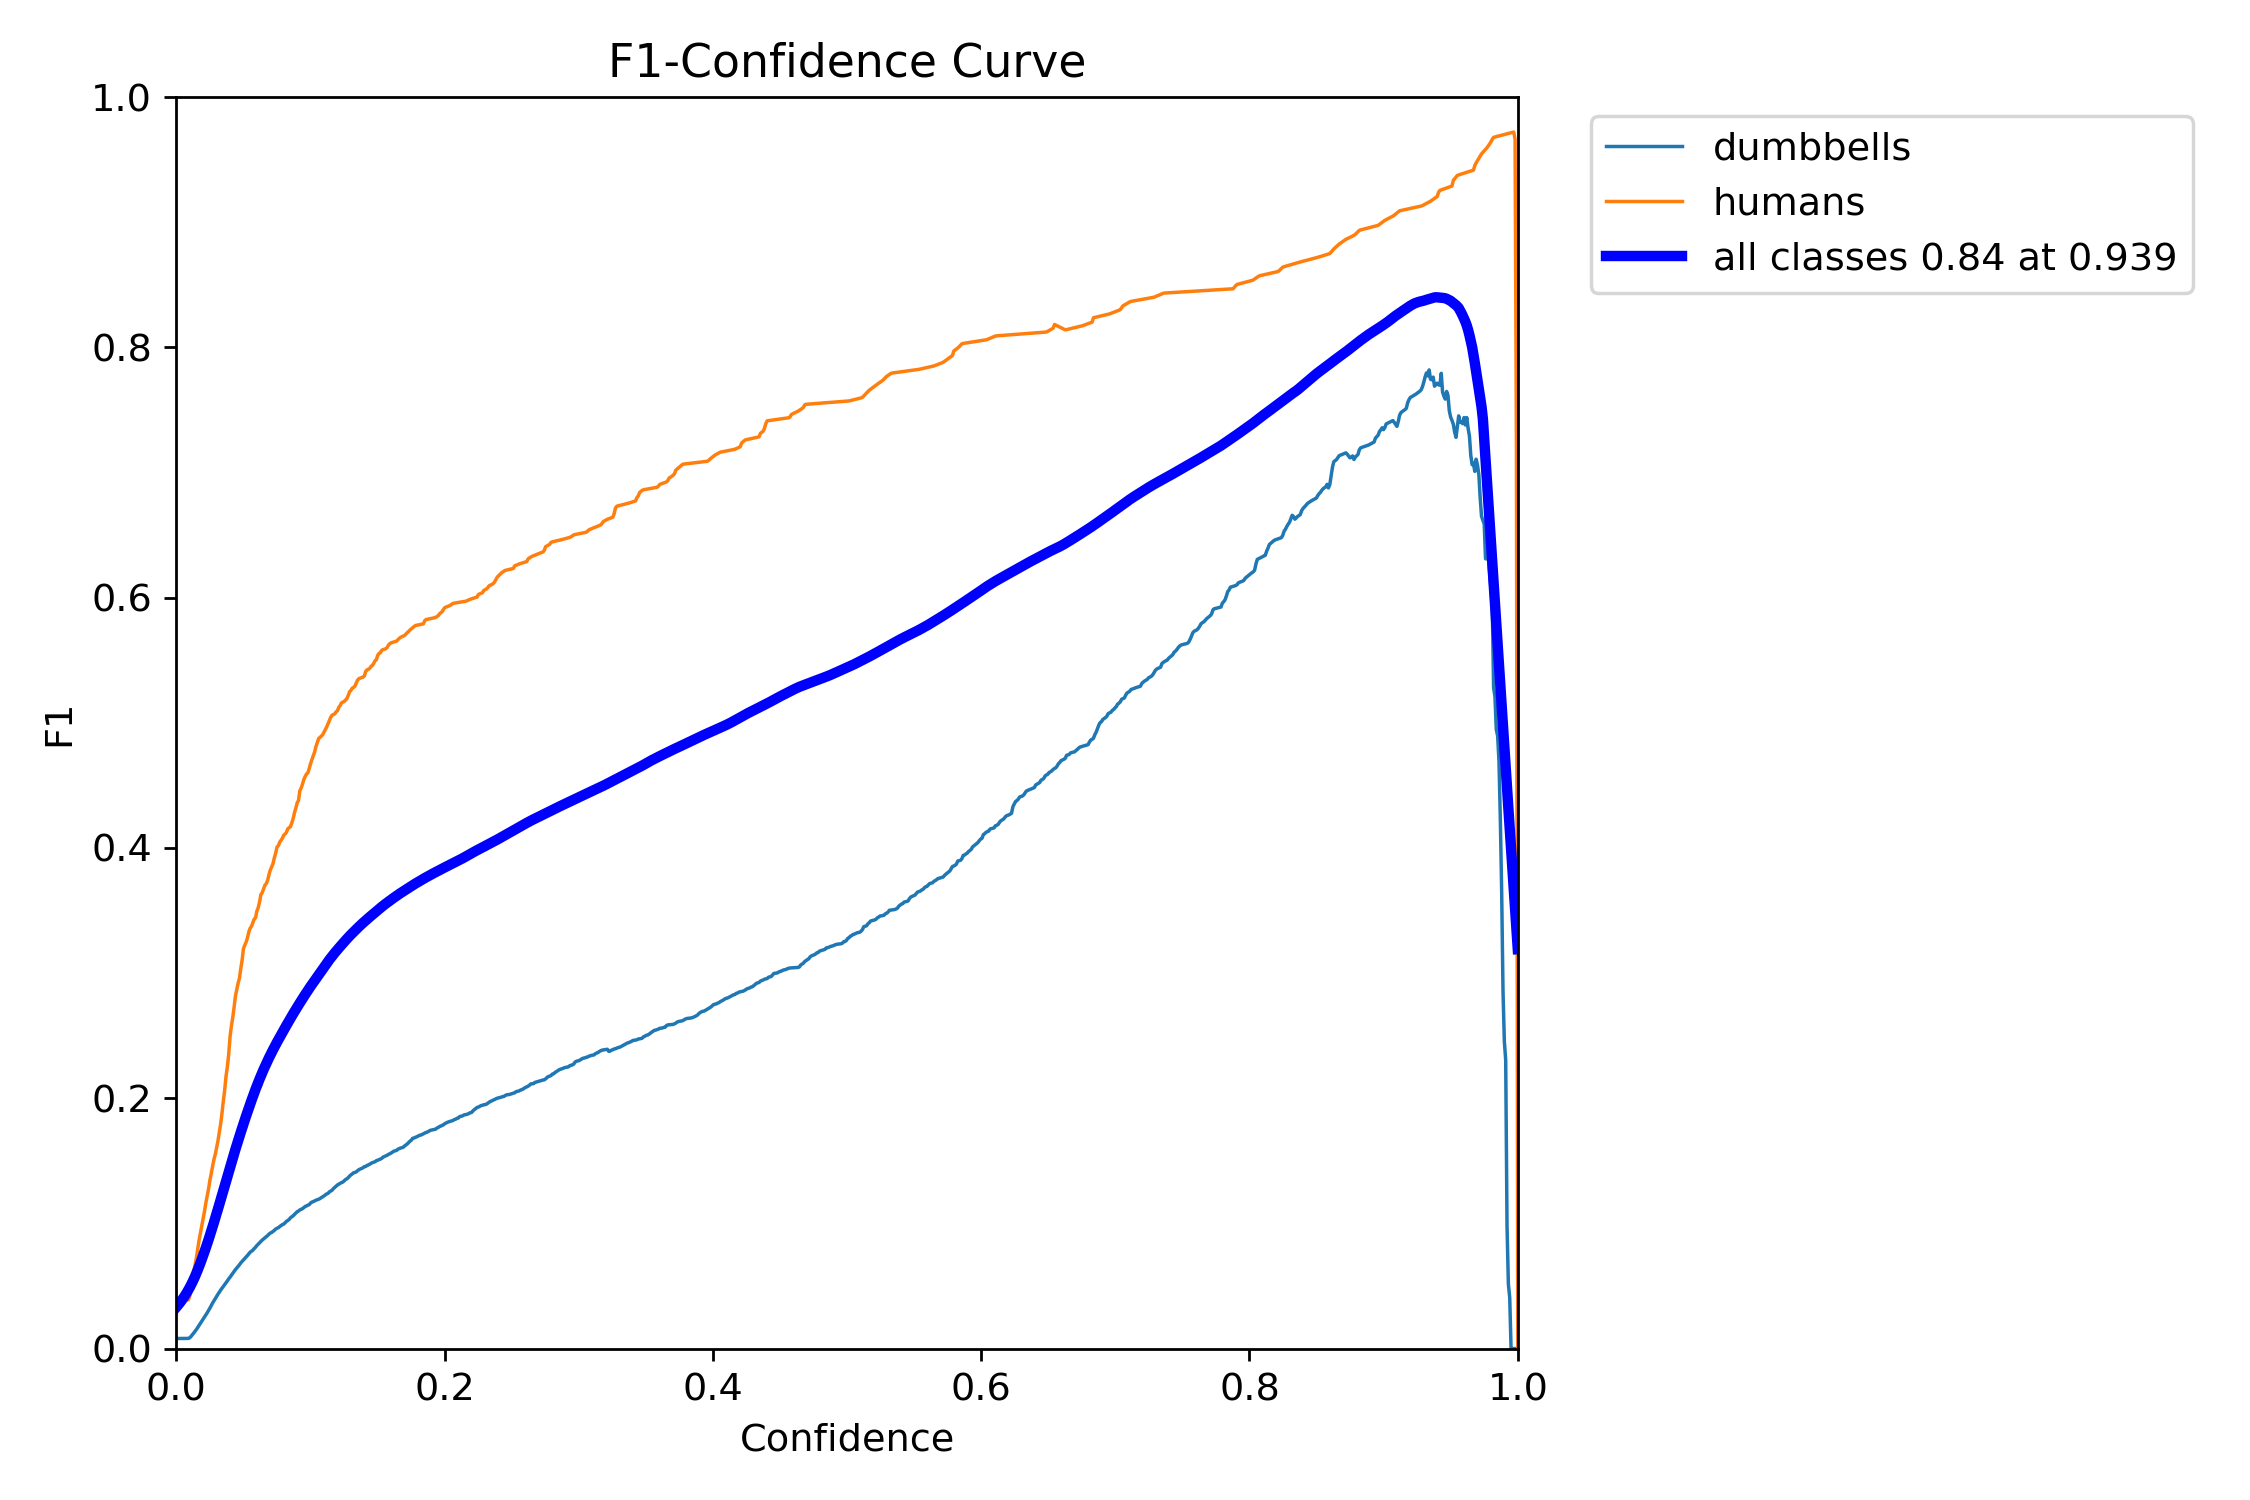 F1-Confidence Curve
1.0
0.8
0.6
0.4
0.2
0.0
F1
0.0 0.2 0.4 0.6 0.8 1.0
Confidence
dumbbells
humans
all classes 0.84 at 0.939